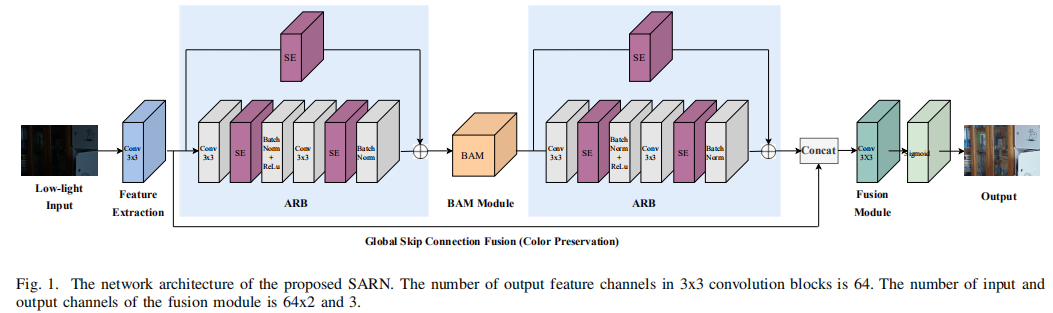 SE
SE
Conv
3x3
Conv
3x3
SE
Batch
Norm
+
ReLu
Conv
3x3
SE
Batch
Norm
BAM
Conv
3x3
SE
Batch
Norm
+
ReLu
Conv
3x3
SE
Batch
Norm
Concat
Conv
3X3
Sigmoid
Low-light
Input
Feature
Extraction
ARB
BAM Module
ARB
Fusion
Module
Output
Global Skip Connection Fusion (Color Preservation)
Fig. 1. The network architecture of the proposed SARN. The number of output feature channels in 3x3 convolution blocks is 64. The number of input and
output channels of the fusion module is 64x2 and 3.